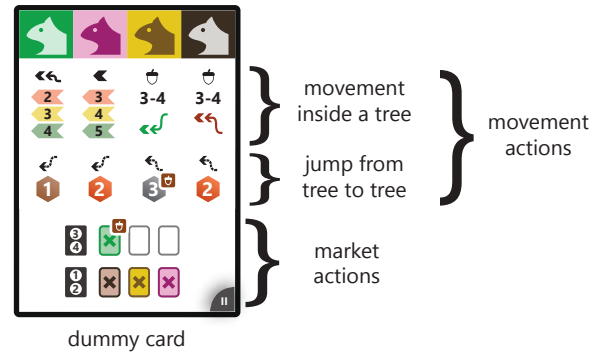 2 3 3-4 3-4
3 4
4 5
movement
inside a tree
movement
actions
1 2 3 2
jump from
tree to tree
3
4
1
2
market
actions
II
dummy card